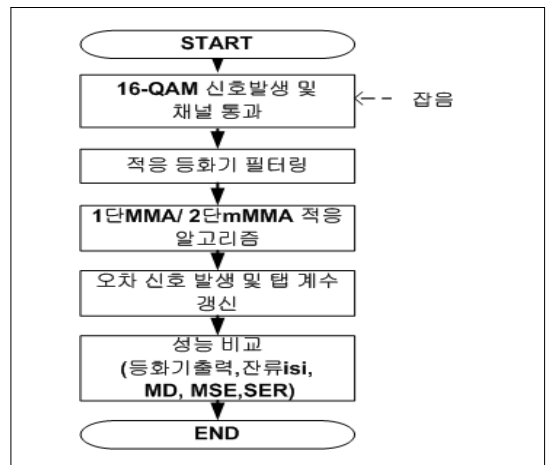 START
16-QAM 신호발생 및
채널 통과
잡음
적응 등화기 필터링
1단MMA/ 2단mMMA 적응
알고리즘
오차 신호 발생 및 탭 계수
갱신
성능 비교
(등화기출력,잔류isi,
MD, MSE,SER)
END